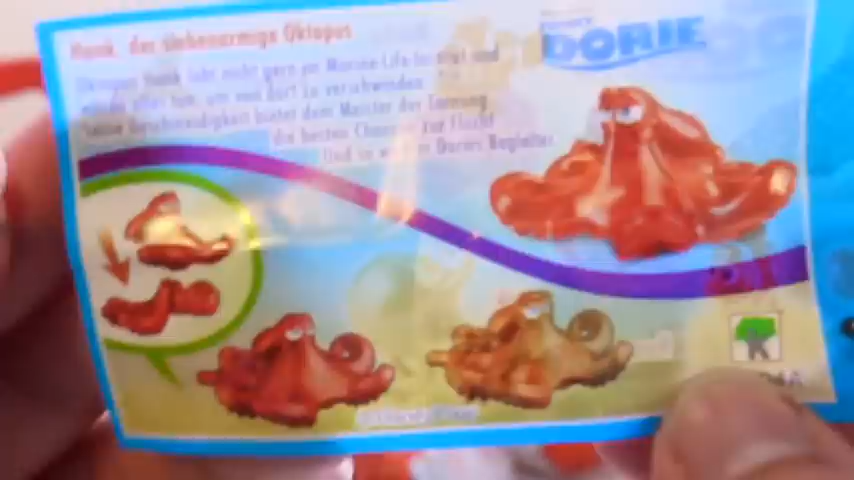 Hank, der siebenarmige Oktopus
Oktopus Hank lebt nicht gern im Marine-Life-Institut und
würde alles tun, um von dort zu verschwinden.
Seine Geschmeidigkeit bietet dem Meister der Tarnung
die besten Chancen zur Flucht
Und so wird er Dories Begleiter.
DORIE